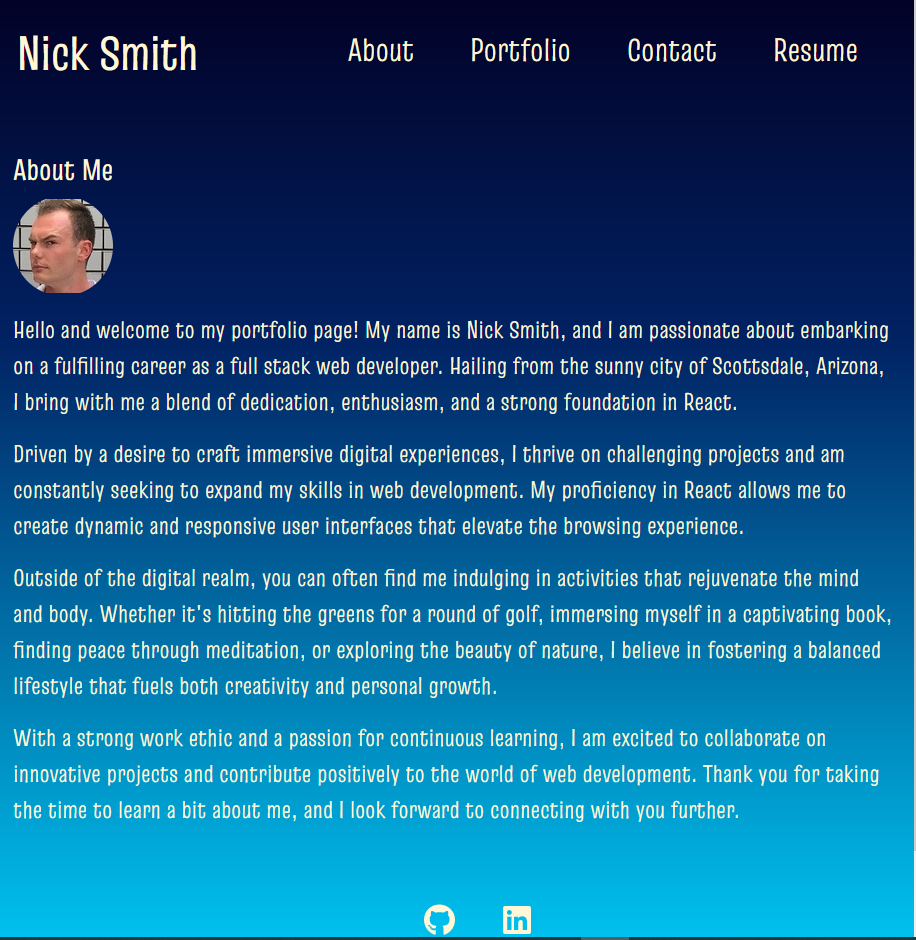 Nick Smith
About
Portfolio
Contact
Resume
About Me
Hello and welcome to my portfolio page! My name is Nick Smith, and I am passionate about embarking
on a fulfilling career as a full stack web developer. Hailing from the sunny city of Scottsdale, Arizona,
I bring with me a blend of dedication, enthusiasm, and a strong foundation in React.
Driven by a desire to craft immersive digital experiences, I thrive on challenging projects and am
constantly seeking to expand my skills in web development. My proficiency in React allows me to
create dynamic and responsive user interfaces that elevate the browsing experience.
Outside of the digital realm, you can often find me indulging in activities that rejuvenate the mind
and body. Whether it's hitting the greens for a round of golf, immersing myself in a captivating book,
finding peace through meditation, or exploring the beauty of nature, I believe in fostering a balanced
lifestyle that fuels both creativity and personal growth.
With a strong work ethic and a passion for continuous learning, I am excited to collaborate on
innovative projects and contribute positively to the world of web development. Thank you for taking
the time to learn a bit about me, and I look forward to connecting with you further.
in